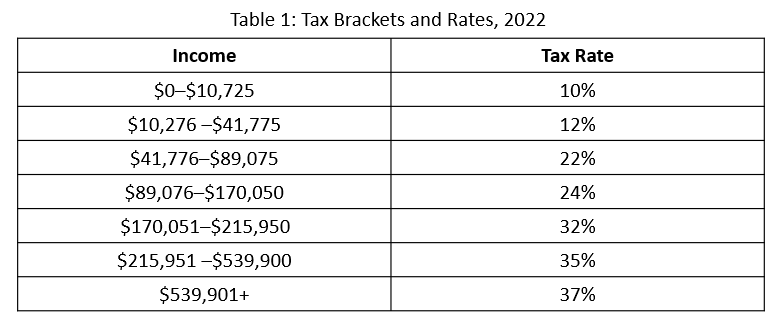 Table 1: Tax Brackets and Rates, 2022
Income Tax Rate
$0–$10,725 10%
$10,276 –$41,775 12%
$41,776–$89,075 22%
$89,076–$170,050 24%
$170,051–$215,950 32%
$215,951 –$539,900 35%
$539,901+ 37%